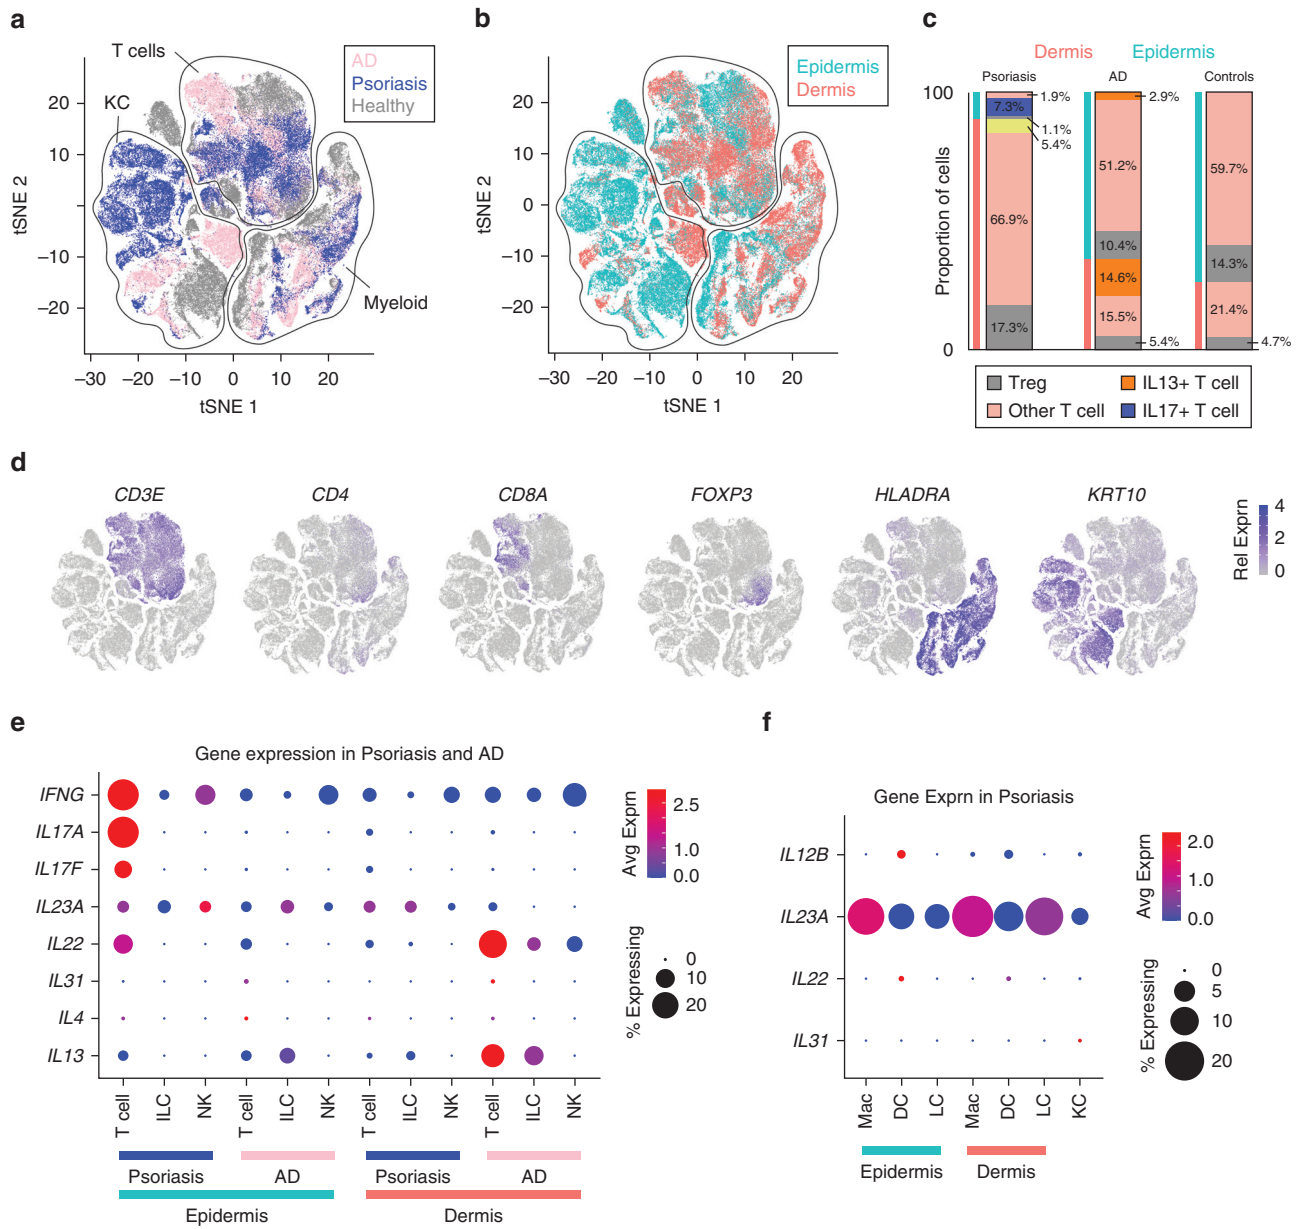 a
T cells
KC
AD
Psoriasis
Healthy
Myeloid
tSNE 2
20
10
0
−10
−20
−30 −20 −10 0 10 20
tSNE 1
b
Epidermis
Dermis
tSNE 2
20
10
0
−10
−20
−30 −20 −10 0 10 20
tSNE 1
c
Dermis Epidermis
Psoriasis AD Controls
Proportion of cells
100
0
1.9%
7.3%
1.1%
5.4%
66.9%
17.3%
2.9%
51.2%
10.4%
14.6%
15.5%
5.4%
59.7%
14.3%
21.4%
4.7%
Treg
IL13+ T cell
Other T cell
IL17+ T cell
d
CD3E CD4 CD8A FOXP3 HLADRA KRT10
Rel Exprn
4
2
0
e
Gene expression in Psoriasis and AD
IFNG
IL17A
IL17F
IL23A
IL22
IL31
IL4
IL13
T cell ILC NK T cell ILC NK T cell ILC NK T cell ILC NK
Psoriasis AD Psoriasis AD
Epidermis Dermis
Avg Exprn
2.5
1.0
0.0
% Expressing
0
10
20
f
Gene Exprn in Psoriasis
IL12B
IL23A
IL22
IL31
Mac DC LC Mac DC LC KC
Epidermis Dermis
Avg Exprn
2.0
1.0
0.0
% Expressing
0
5
10
20